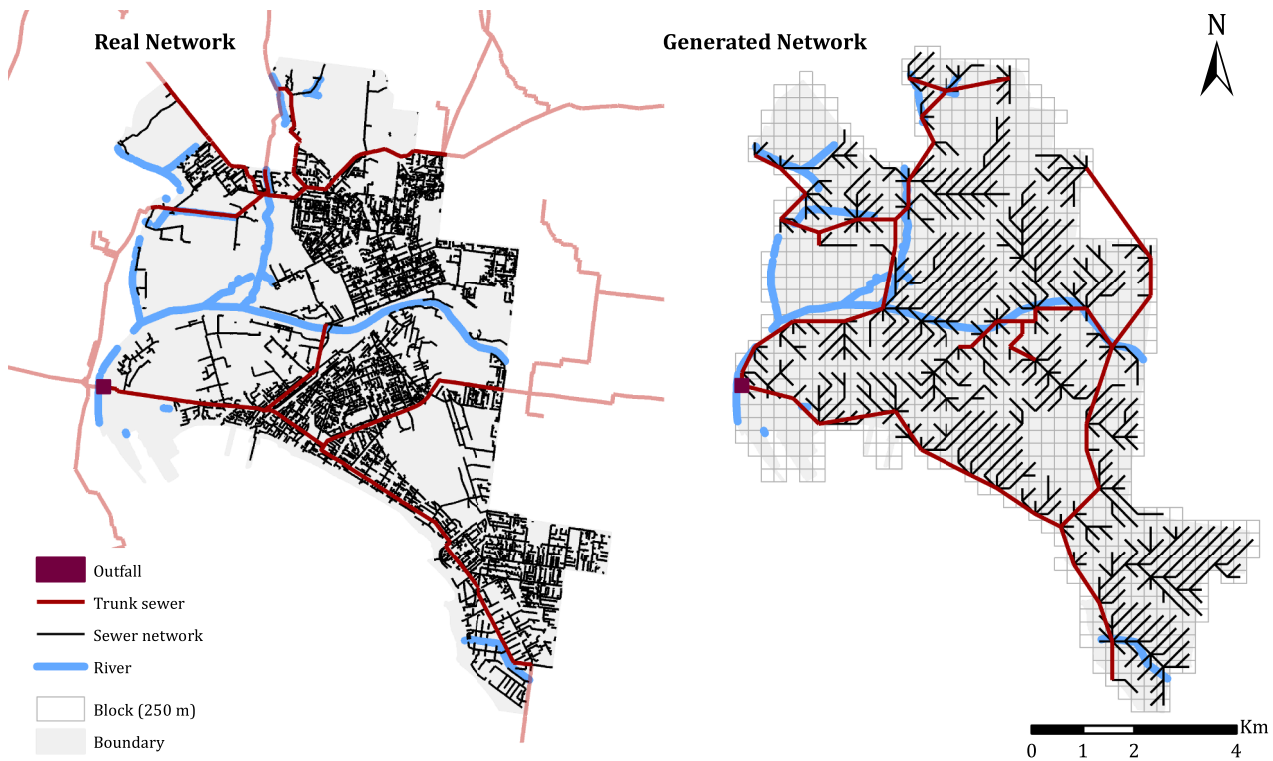 Real Network
Generated Network
N
Outfall
Trunk sewer
Sewer network
River
Block (250 m)
Boundary
Km
0 1 2 4